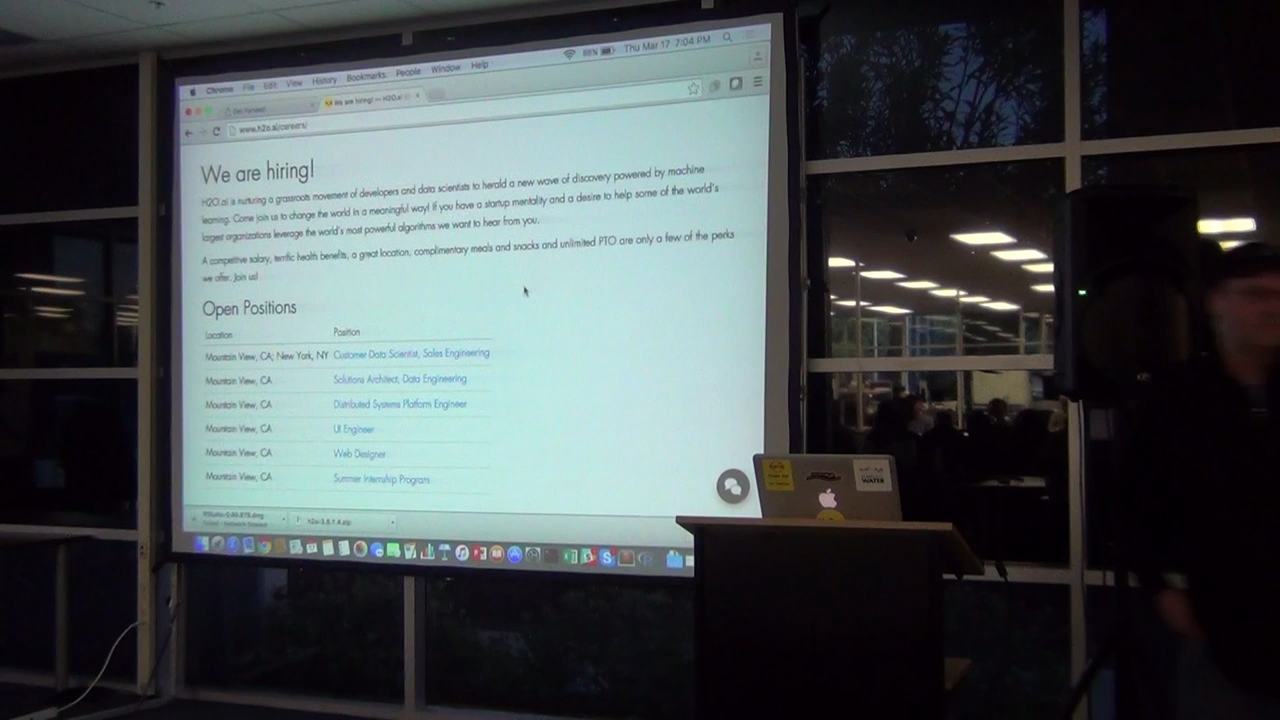 Chrome File Edit View History Bookmarks People Window Help 88% Thu Mar 17 7:04 PM
We are hiring! — H2O.ai
www.h2o.ai/careers/
We are hiring!
H2O.ai is nurturing a grassroots movement of developers and data scientists to herald a new wave of discovery powered by machine
learning. Come join us to change the world in a meaningful way! If you have a startup mentality and a desire to help some of the world's
largest organizations leverage the world's most powerful algorithms we want to hear from you.
A competitive salary, terrific health benefits, a great location, complimentary meals and snacks and unlimited PTO are only a few of the perks
we offer. Join us!
Open Positions
Location Position
Mountain View, CA; New York, NY Customer Data Scientist, Sales Engineering
Mountain View, CA Solutions Architect, Data Engineering
Mountain View, CA Distributed Systems Platform Engineer
Mountain View, CA UI Engineer
Mountain View, CA Web Designer
Mountain View, CA Summer Internship Program
WATER